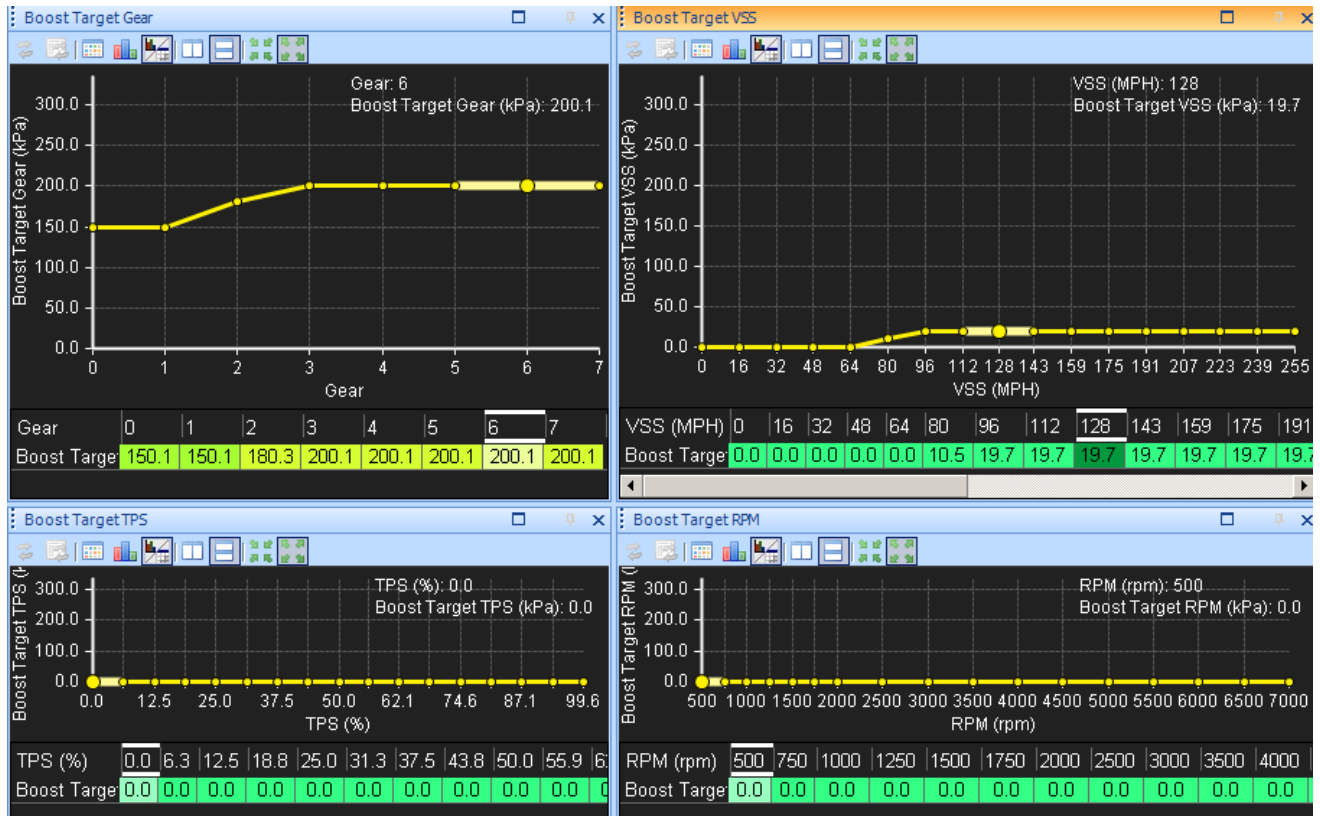 Boost Target Gear
Gear: 6
Boost Target Gear (kPa): 200.1
Boost Target Gear (kPa)
300.0
250.0
200.0
150.0
100.0
50.0
0.0
0 1 2 3 4 5 6 7
Gear
Gear 0 1 2 3 4 5 6 7
Boost Targe 150.1 150.1 180.3 200.1 200.1 200.1 200.1 200.1
Boost Target VSS
VSS (MPH): 128
Boost Target VSS (kPa): 19.7
Boost Target VSS (kPa)
300.0
250.0
200.0
150.0
100.0
50.0
0.0
0 16 32 48 64 80 96 112 128 143 159 175 191 207 223 239 255
VSS (MPH)
VSS (MPH) 0 16 32 48 64 80 96 112 128 143 159 175 191
Boost Targe 0.0 0.0 0.0 0.0 0.0 10.5 19.7 19.7 19.7 19.7 19.7 19.7 19.7
Boost Target TPS
TPS (%): 0.0
Boost Target TPS (kPa): 0.0
Boost Target TPS (
300.0
200.0
100.0
0.0
0.0 12.5 25.0 37.5 50.0 62.1 74.6 87.1 99.6
TPS (%)
TPS (%) 0.0 6.3 12.5 18.8 25.0 31.3 37.5 43.8 50.0 55.9
Boost Targe 0.0 0.0 0.0 0.0 0.0 0.0 0.0 0.0 0.0 0.0
Boost Target RPM
RPM (rpm): 500
Boost Target RPM (kPa): 0.0
Boost Target RPM (
300.0
200.0
100.0
0.0
500 1000 1500 2000 2500 3000 3500 4000 4500 5000 5500 6000 6500 7000
RPM (rpm)
RPM (rpm) 500 750 1000 1250 1500 1750 2000 2500 3000 3500 4000
Boost Targe 0.0 0.0 0.0 0.0 0.0 0.0 0.0 0.0 0.0 0.0 0.0